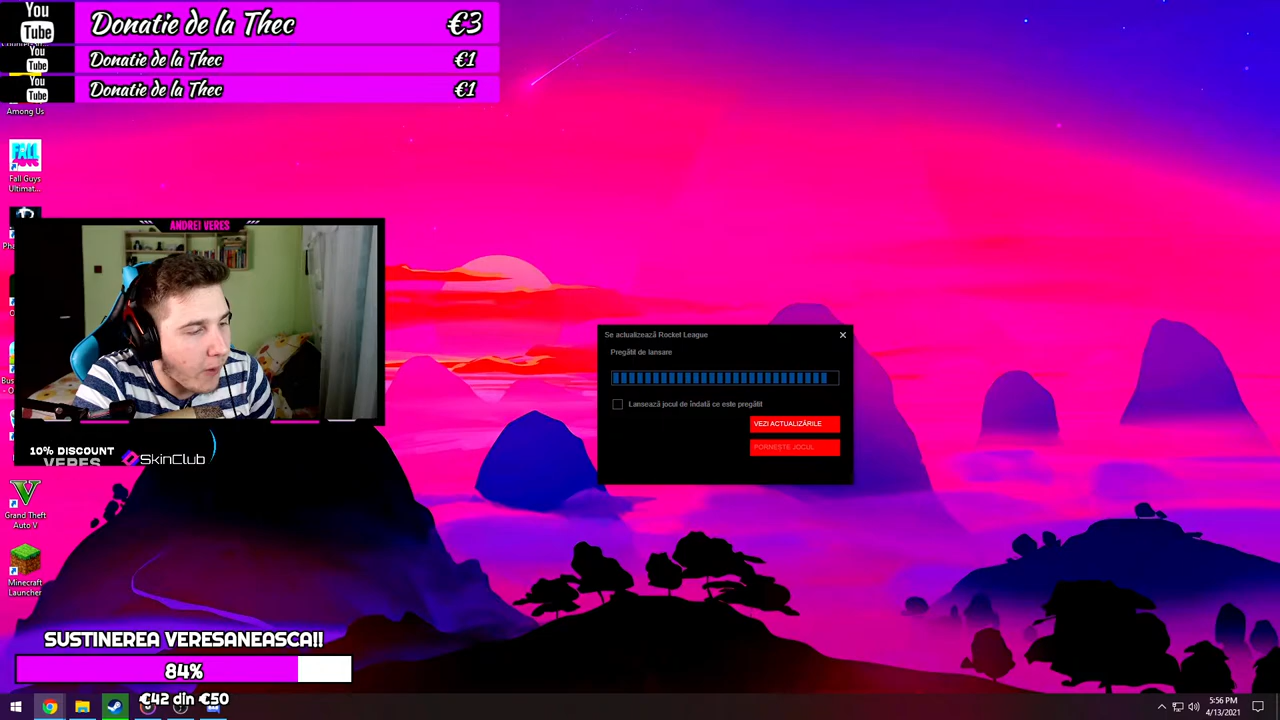 You
Tube
Donatie de la Thec
€3
You
Tube
Donatie de la Thec
€1
You
Tube
Donatie de la Thec
€1
Among Us
FALL
Fall Guys
Ultimat...
ANDREI VERES
10% DISCOUNT
VERES
SkinClub
Grand Theft
Auto V
Minecraft
Launcher
Se actualizează Rocket League
Pregătit de lansare
Lansează jocul de îndată ce este pregătit
VEZI ACTUALIZĂRILE
PORNEȘTE JOCUL
SUSTINEREA VERESANEASCA!!
84%
€42 din €50
5:56 PM
4/13/2021